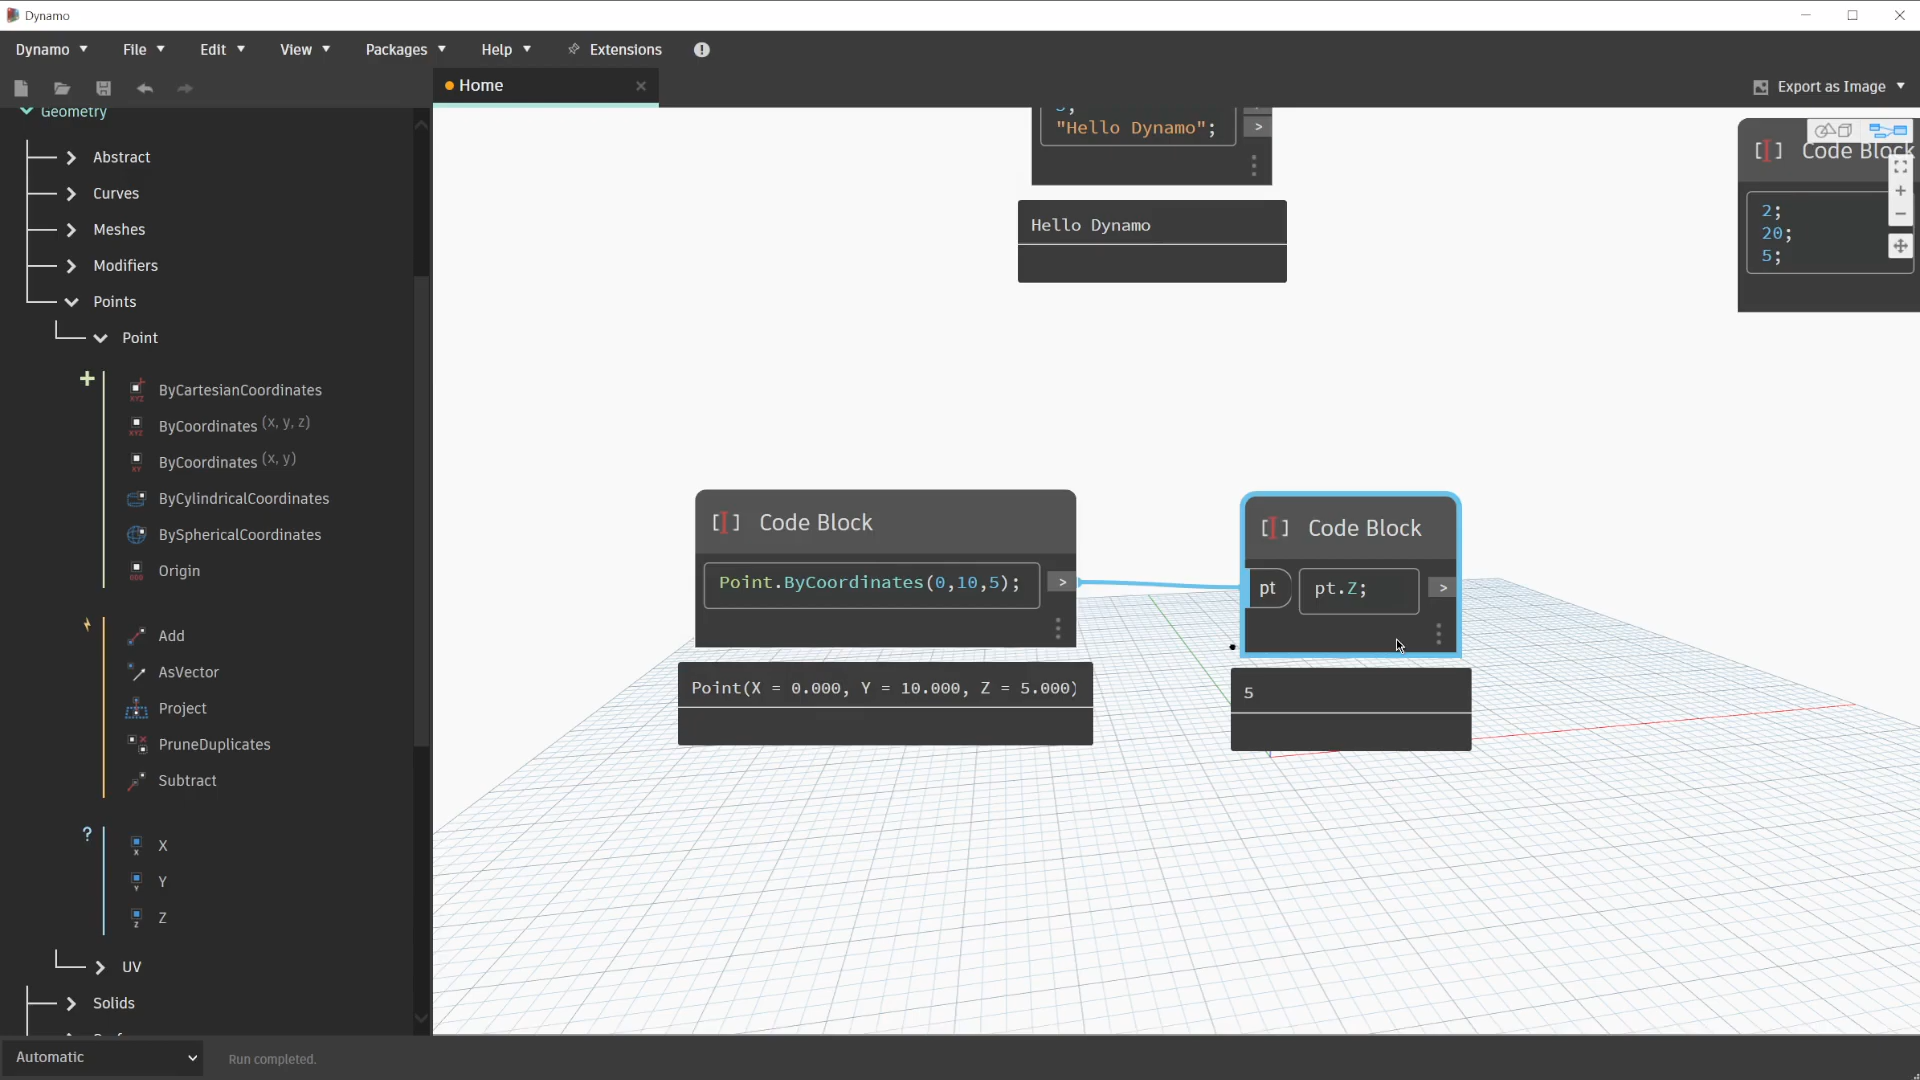 Dynamo
Dynamo File Edit View Packages Help Extensions
Home
Export as Image
Geometry
Abstract
Curves
Meshes
Modifiers
Points
Point
ByCartesianCoordinates
ByCoordinates (x, y, z)
ByCoordinates (x, y)
ByCylindricalCoordinates
BySphericalCoordinates
Origin
Add
AsVector
Project
PruneDuplicates
Subtract
? X
Y
Z
UV
Solids
"Hello Dynamo"; >
Hello Dynamo
[I] Code Block
2;
20;
5;
[I] Code Block
Point.ByCoordinates(0,10,5); >
Point(X = 0.000, Y = 10.000, Z = 5.000)
[I] Code Block
pt pt.Z; >
5
Automatic Run completed.